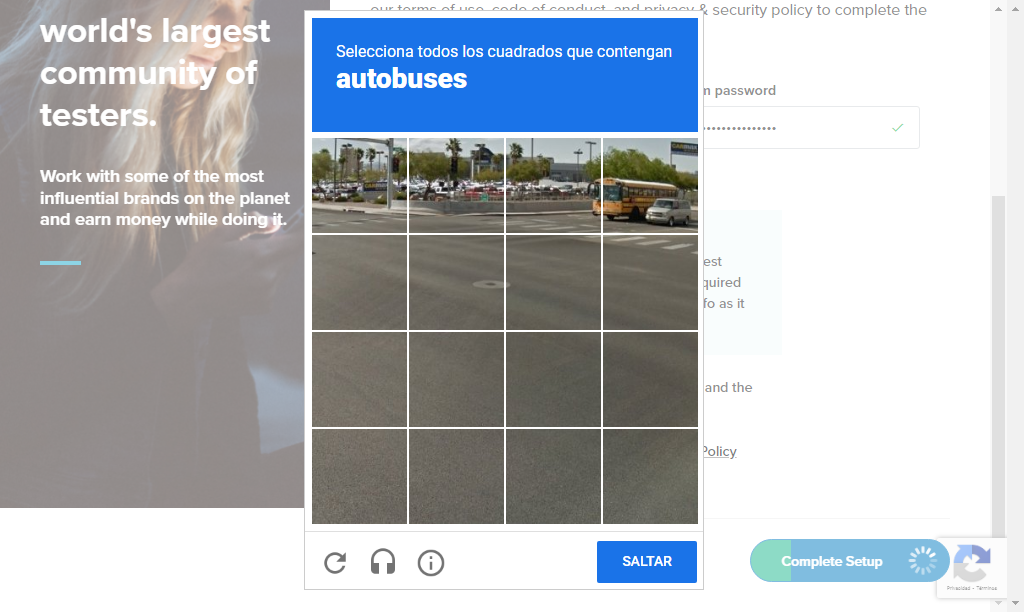 world's largest
community of
testers.
Work with some of the most
influential brands on the planet
and earn money while doing it.
our terms of use, code of conduct, and privacy & security policy to complete the
Selecciona todos los cuadrados que contengan
autobuses
m password
•••••••••••••••
est
quired
fo as it
and the
Policy
SALTAR
Complete Setup
Privacidad - Términos